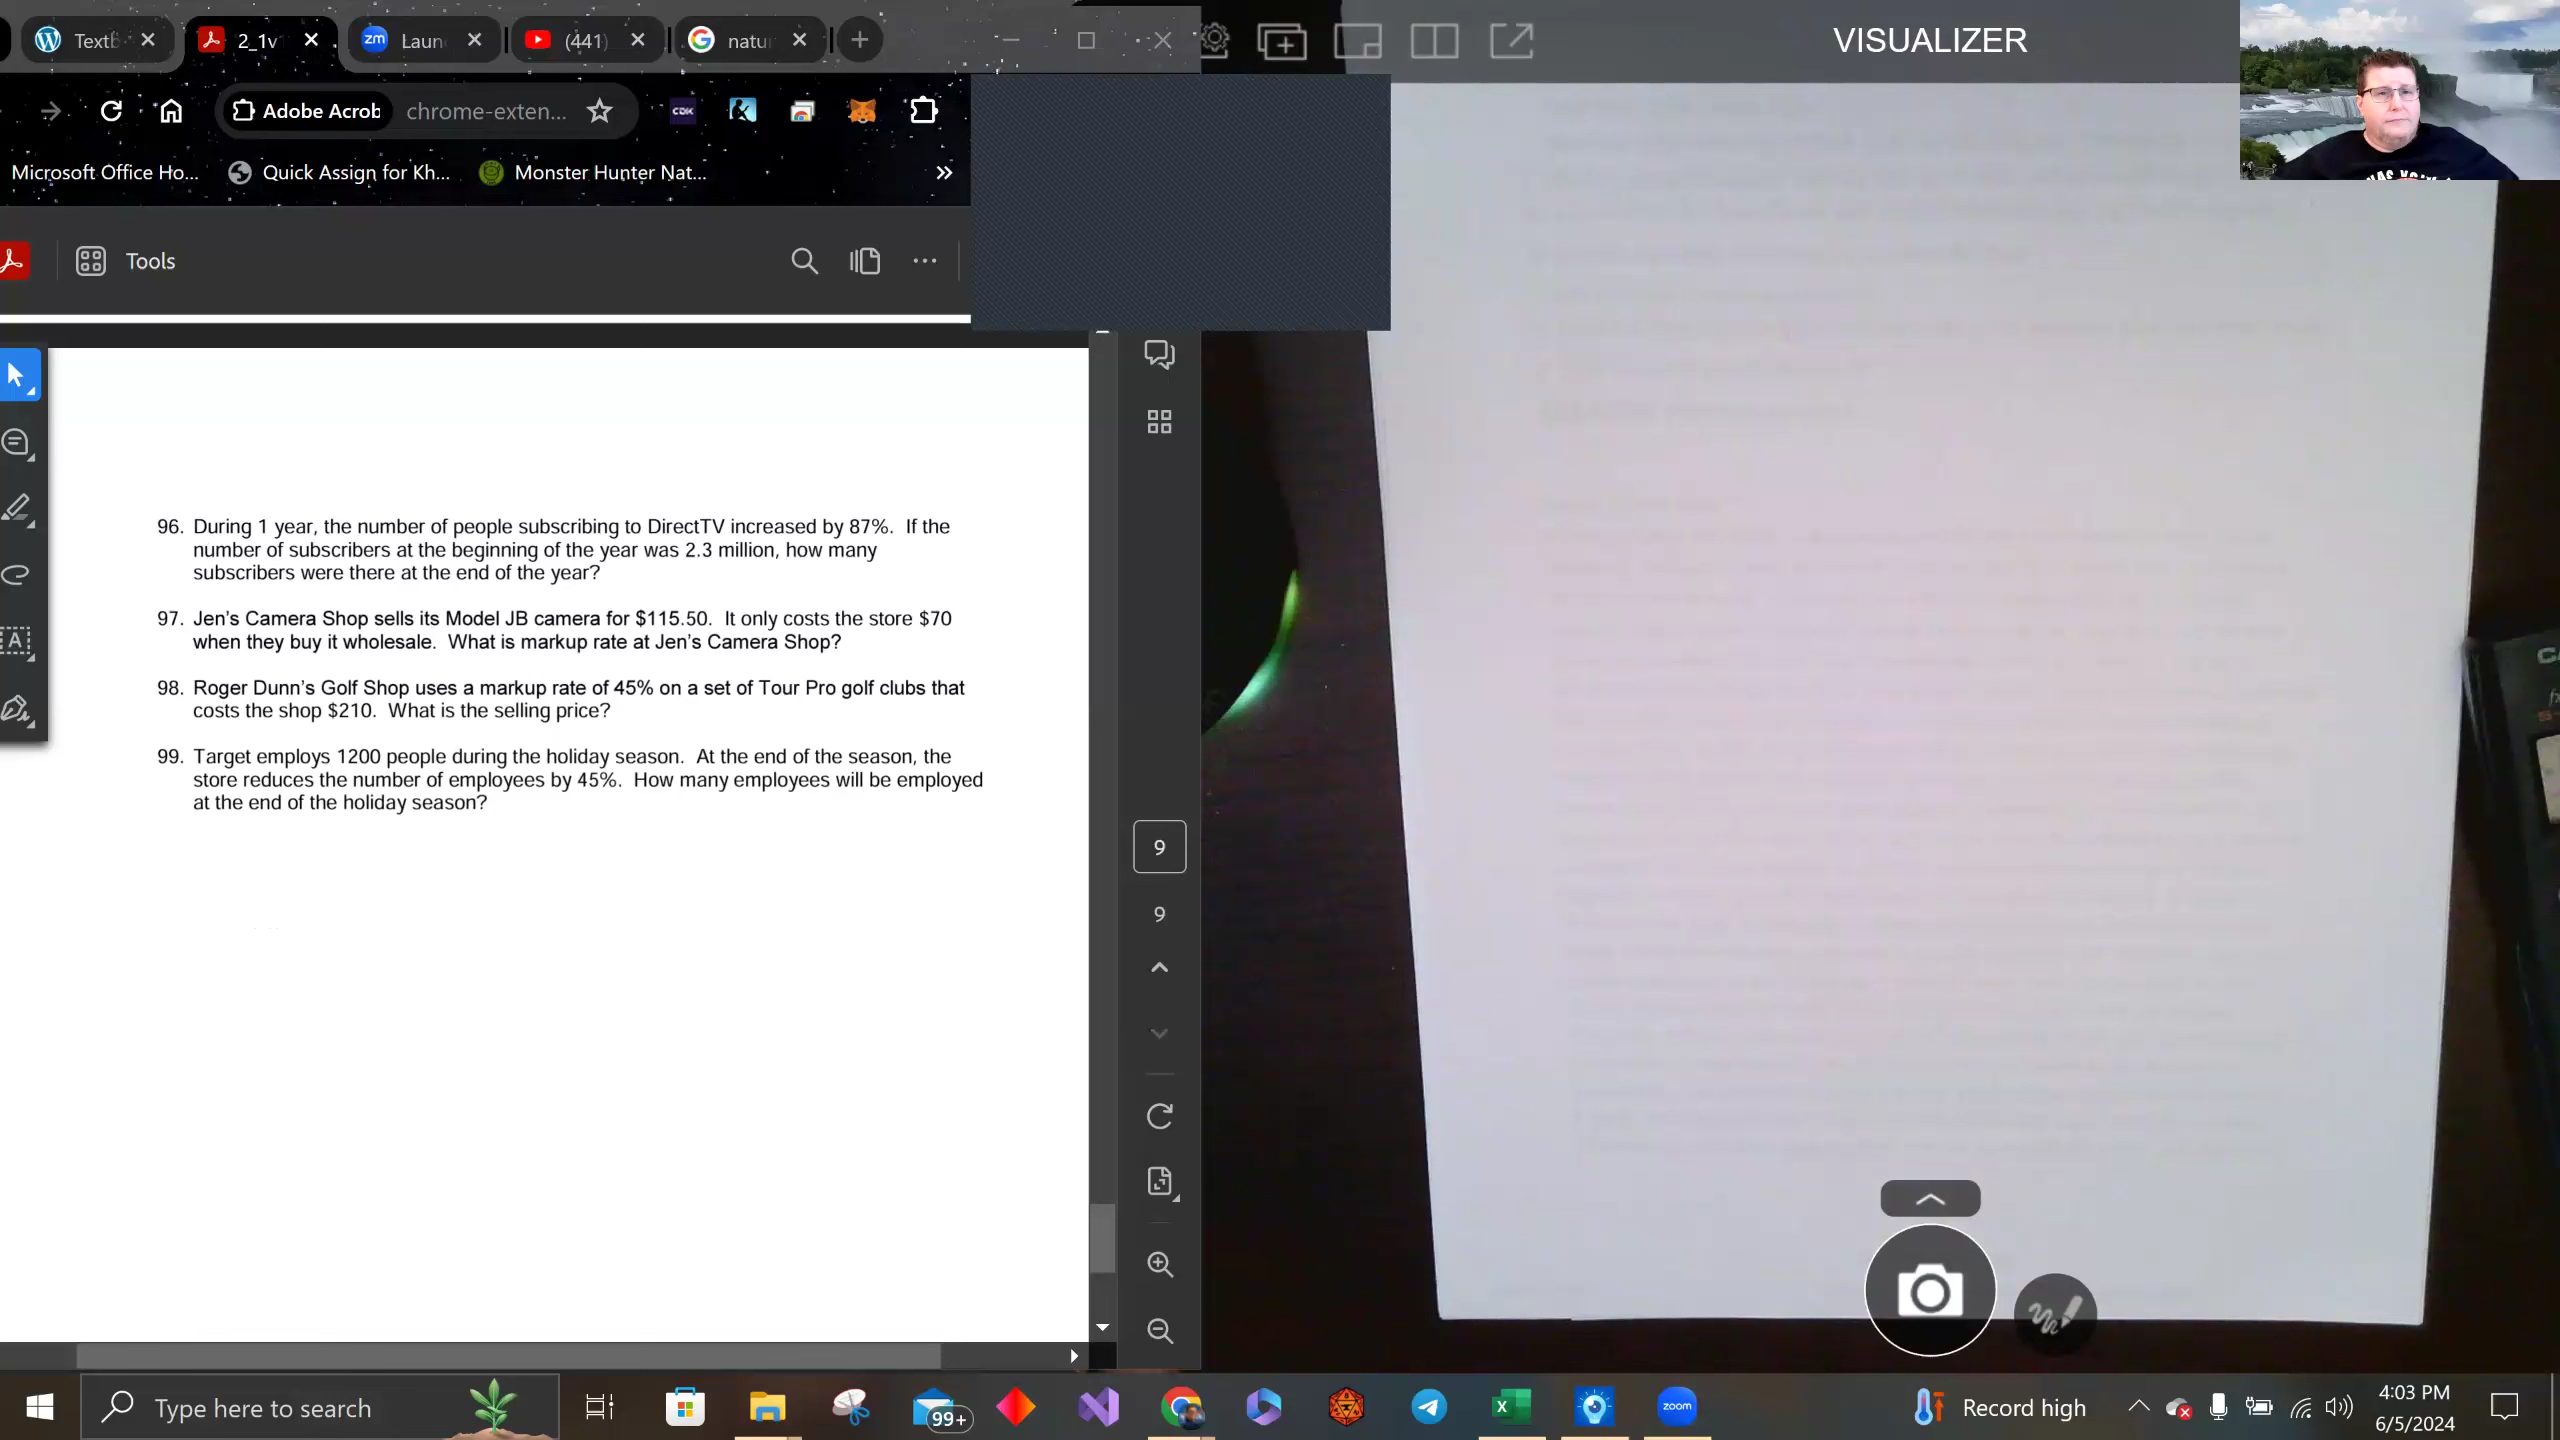 Textb
2_1v
zm
Laun
(441)
natu
VISUALIZER
Adobe Acrob
chrome-exten...
CDK
Microsoft Office Ho...
Quick Assign for Kh...
Monster Hunter Nat...
Tools
96. During 1 year, the number of people subscribing to DirectTV increased by 87%. If the
number of subscribers at the beginning of the year was 2.3 million, how many
subscribers were there at the end of the year?
97. Jen's Camera Shop sells its Model JB camera for $115.50. It only costs the store $70
when they buy it wholesale. What is markup rate at Jen's Camera Shop?
98. Roger Dunn's Golf Shop uses a markup rate of 45% on a set of Tour Pro golf clubs that
costs the shop $210. What is the selling price?
99. Target employs 1200 people during the holiday season. At the end of the season, the
store reduces the number of employees by 45%. How many employees will be employed
at the end of the holiday season?
9
9
Type here to search
99+
zoom
Record high
4:03 PM
6/5/2024